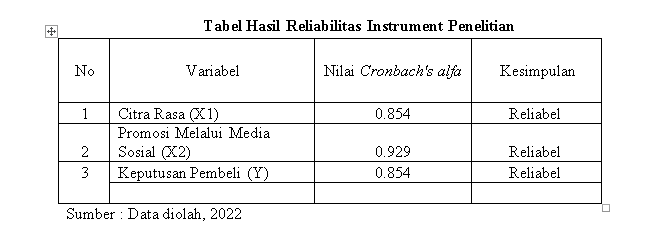 Tabel Hasil Reliabilitas Instrument Penelitian
No Variabel Nilai Cronbach's alfa Kesimpulan
1 Citra Rasa (X1) 0.854 Reliabel
Promosi Melalui Media
2 Sosial (X2) 0.929 Reliabel
3 Keputusan Pembeli (Y) 0.854 Reliabel
Sumber : Data diolah, 2022